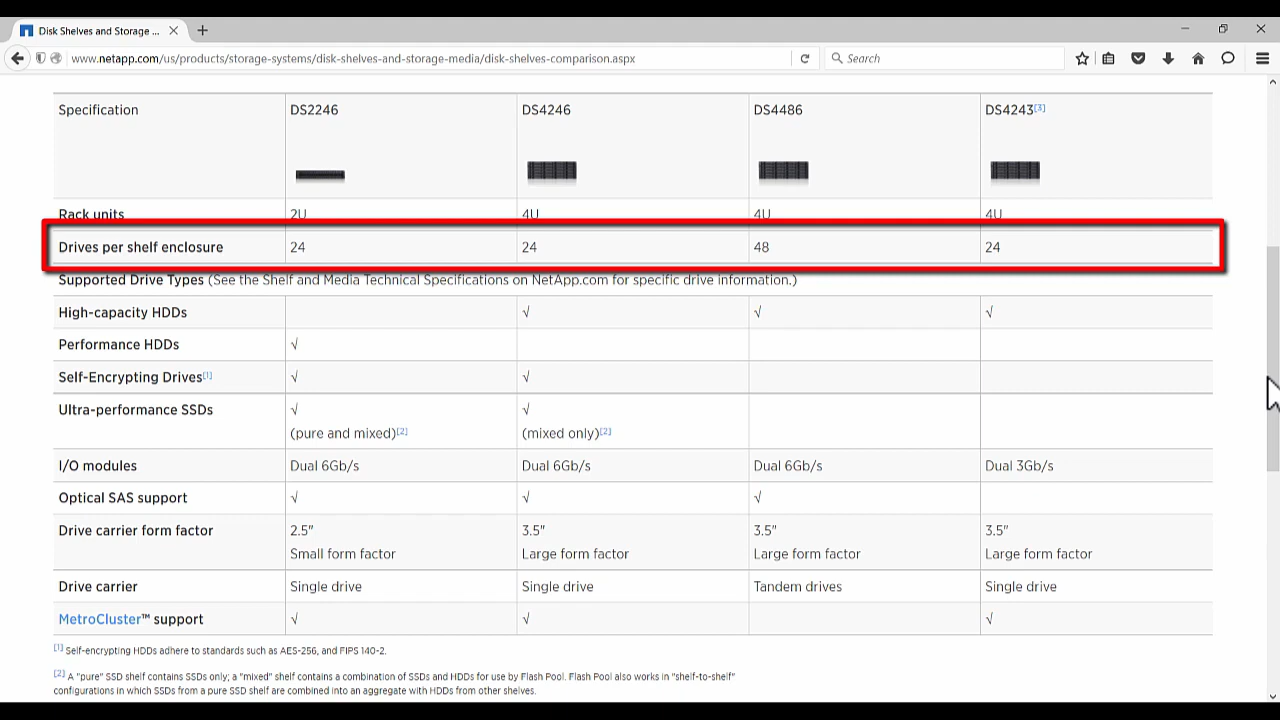 Disk Shelves and Storage ...
www.netapp.com/us/products/storage-systems/disk-shelves-and-storage-media/disk-shelves-comparison.aspx
Search
Specification DS2246 DS4246 DS4486 DS4243[3]
Rack units 2U 4U 4U 4U
Drives per shelf enclosure 24 24 48 24
Supported Drive Types (See the Shelf and Media Technical Specifications on NetApp.com for specific drive information.)
High-capacity HDDs √ √ √
Performance HDDs √
Self-Encrypting Drives[1] √ √
Ultra-performance SSDs √ √
(pure and mixed)[2] (mixed only)[2]
I/O modules Dual 6Gb/s Dual 6Gb/s Dual 6Gb/s Dual 3Gb/s
Optical SAS support √ √ √
Drive carrier form factor 2.5" 3.5" 3.5" 3.5"
Small form factor Large form factor Large form factor Large form factor
Drive carrier Single drive Single drive Tandem drives Single drive
MetroCluster™ support √ √ √
[1] Self-encrypting HDDs adhere to standards such as AES-256, and FIPS 140-2.
[2] A "pure" SSD shelf contains SSDs only; a "mixed" shelf contains a combination of SSDs and HDDs for use by Flash Pool. Flash Pool also works in "shelf-to-shelf"
configurations in which SSDs from a pure SSD shelf are combined into an aggregate with HDDs from other shelves.